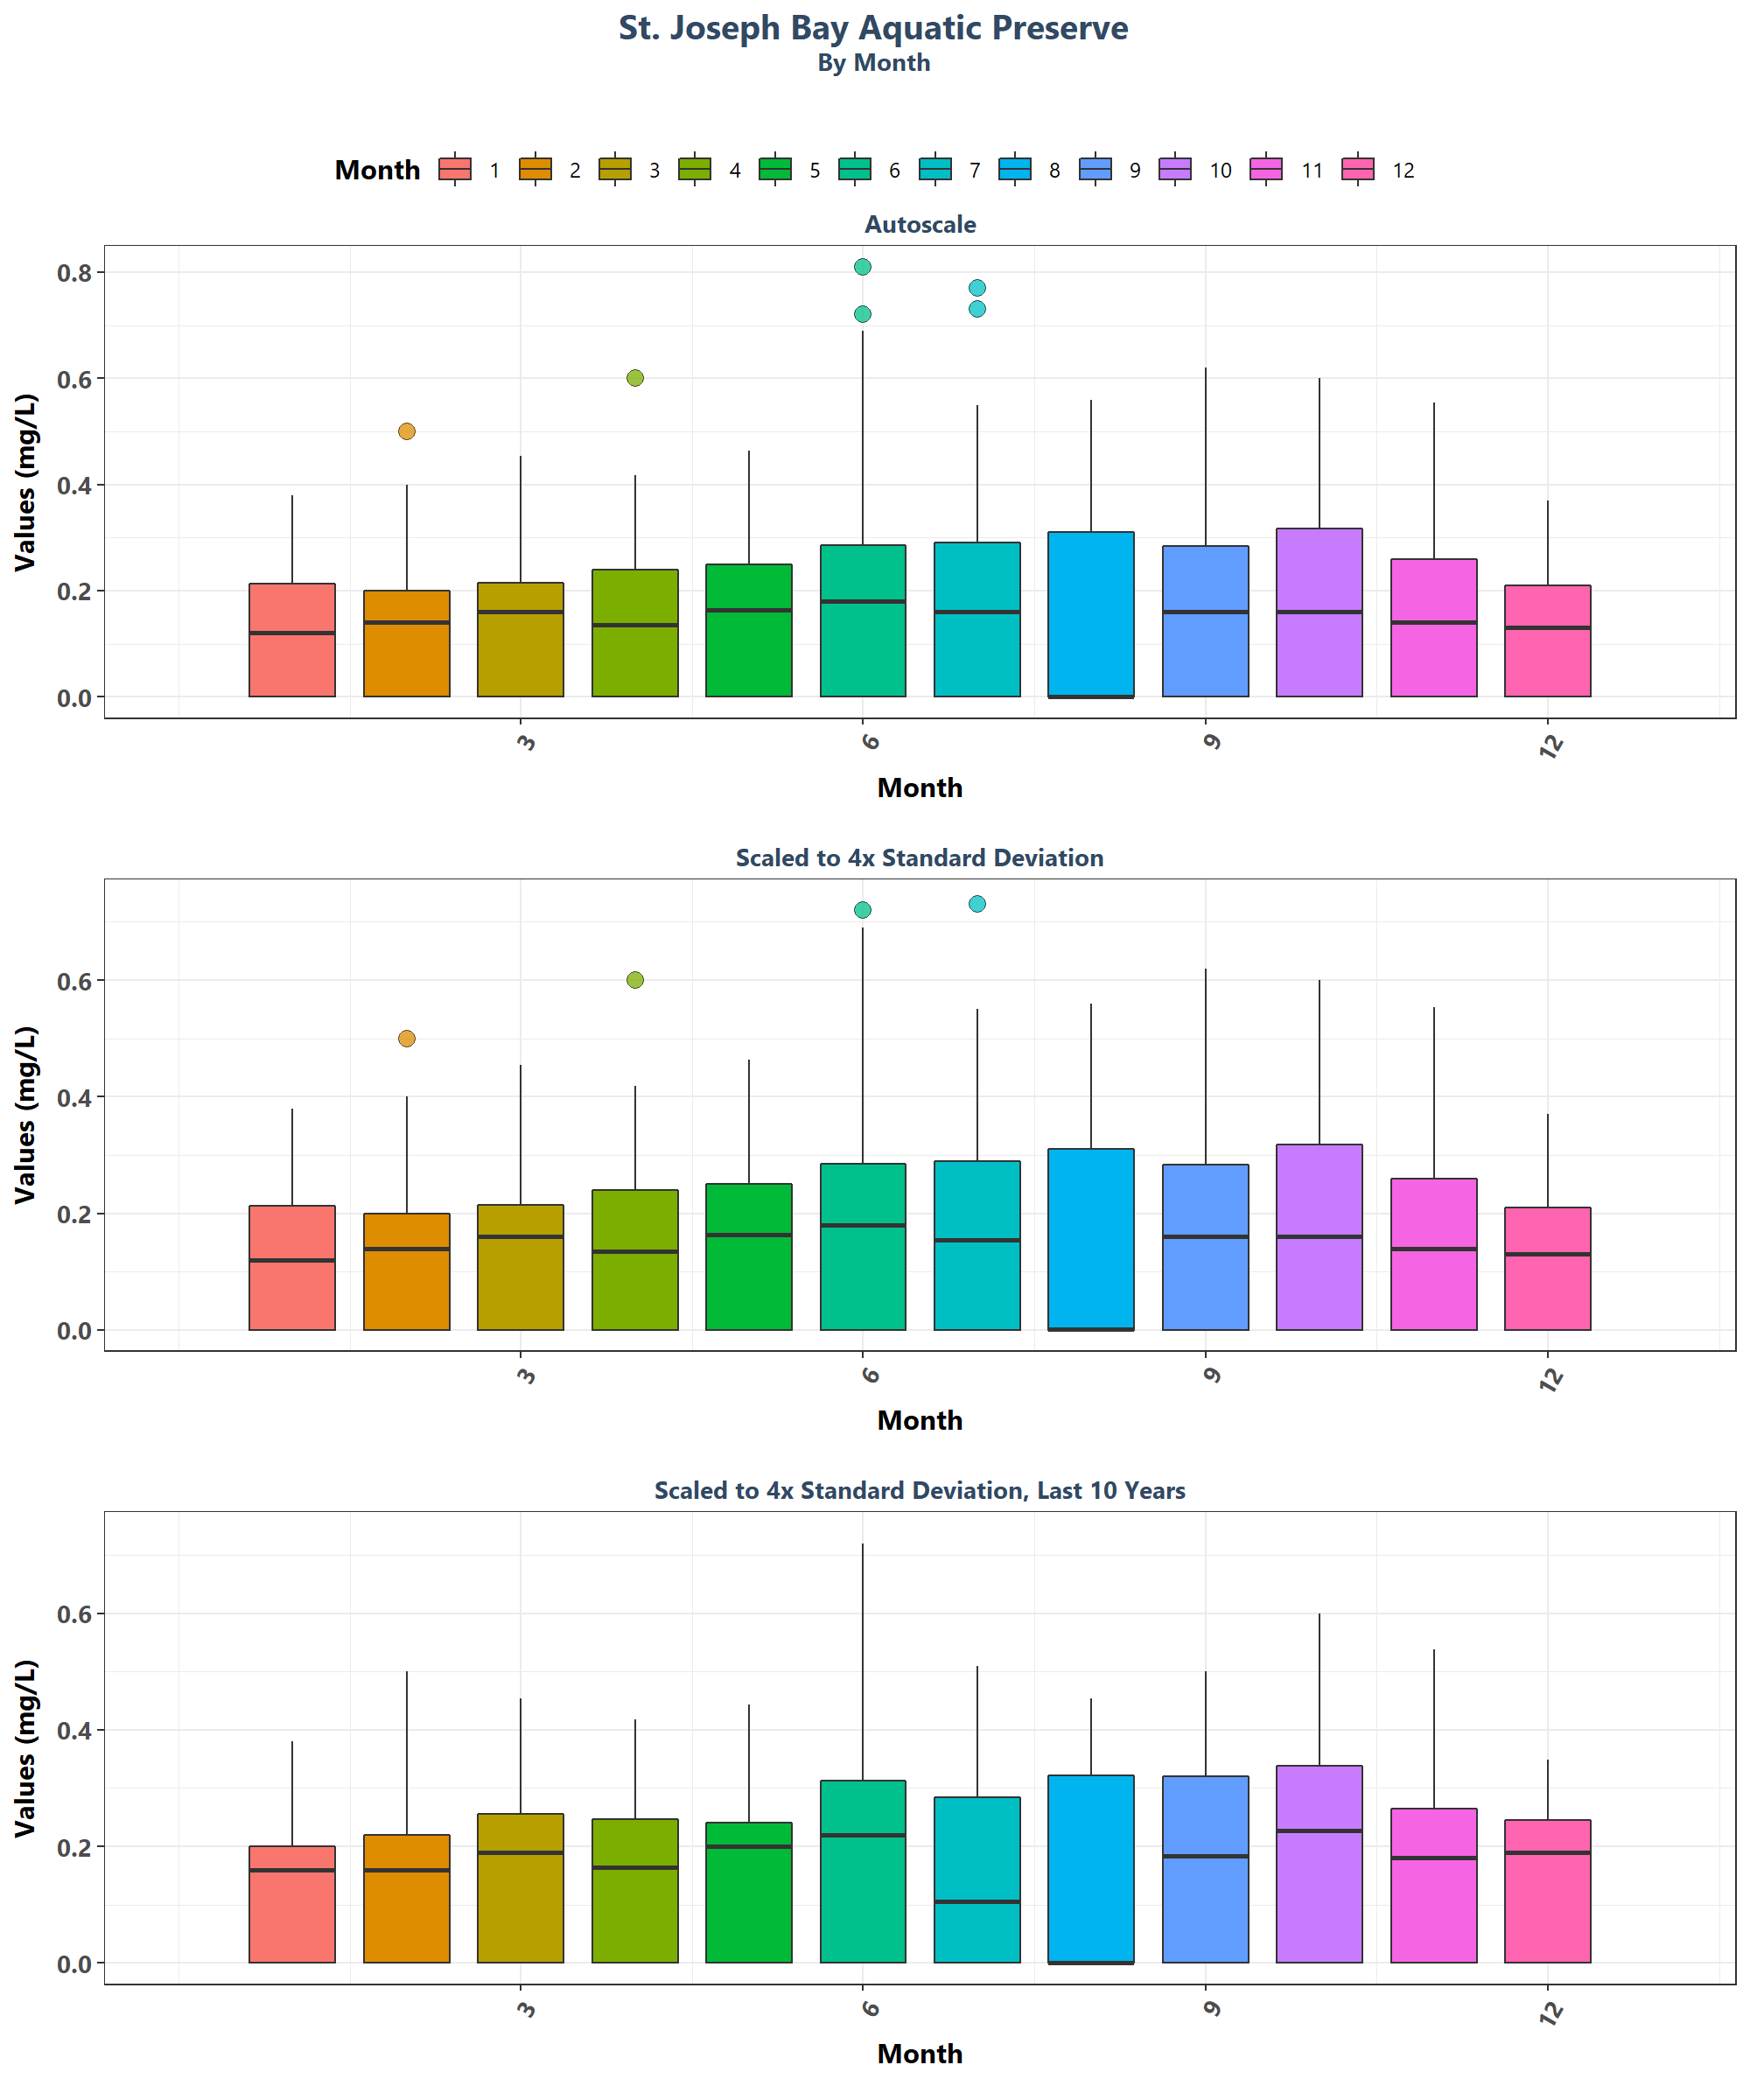 St. Joseph Bay Aquatic Preserve
By Month
Month 1 2 3 4 5 6 7 8 9 10 11 12
Autoscale
Values (mg/L)
0.8
0.6
0.4
0.2
0.0
3 6 9 12
Month
Scaled to 4x Standard Deviation
Values (mg/L)
0.6
0.4
0.2
0.0
3 6 9 12
Month
Scaled to 4x Standard Deviation, Last 10 Years
Values (mg/L)
0.6
0.4
0.2
0.0
3 6 9 12
Month